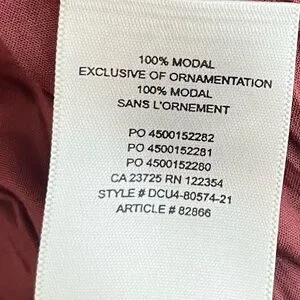 100% MODAL
EXCLUSIVE OF ORNAMENTATION
100% MODAL
SANS L'ORNEMENT
PO 4500152282
PO 4500152281
PO 4500152280
CA 23725 RN 122354
STYLE # DCU4-80574-21
ARTICLE # 82866